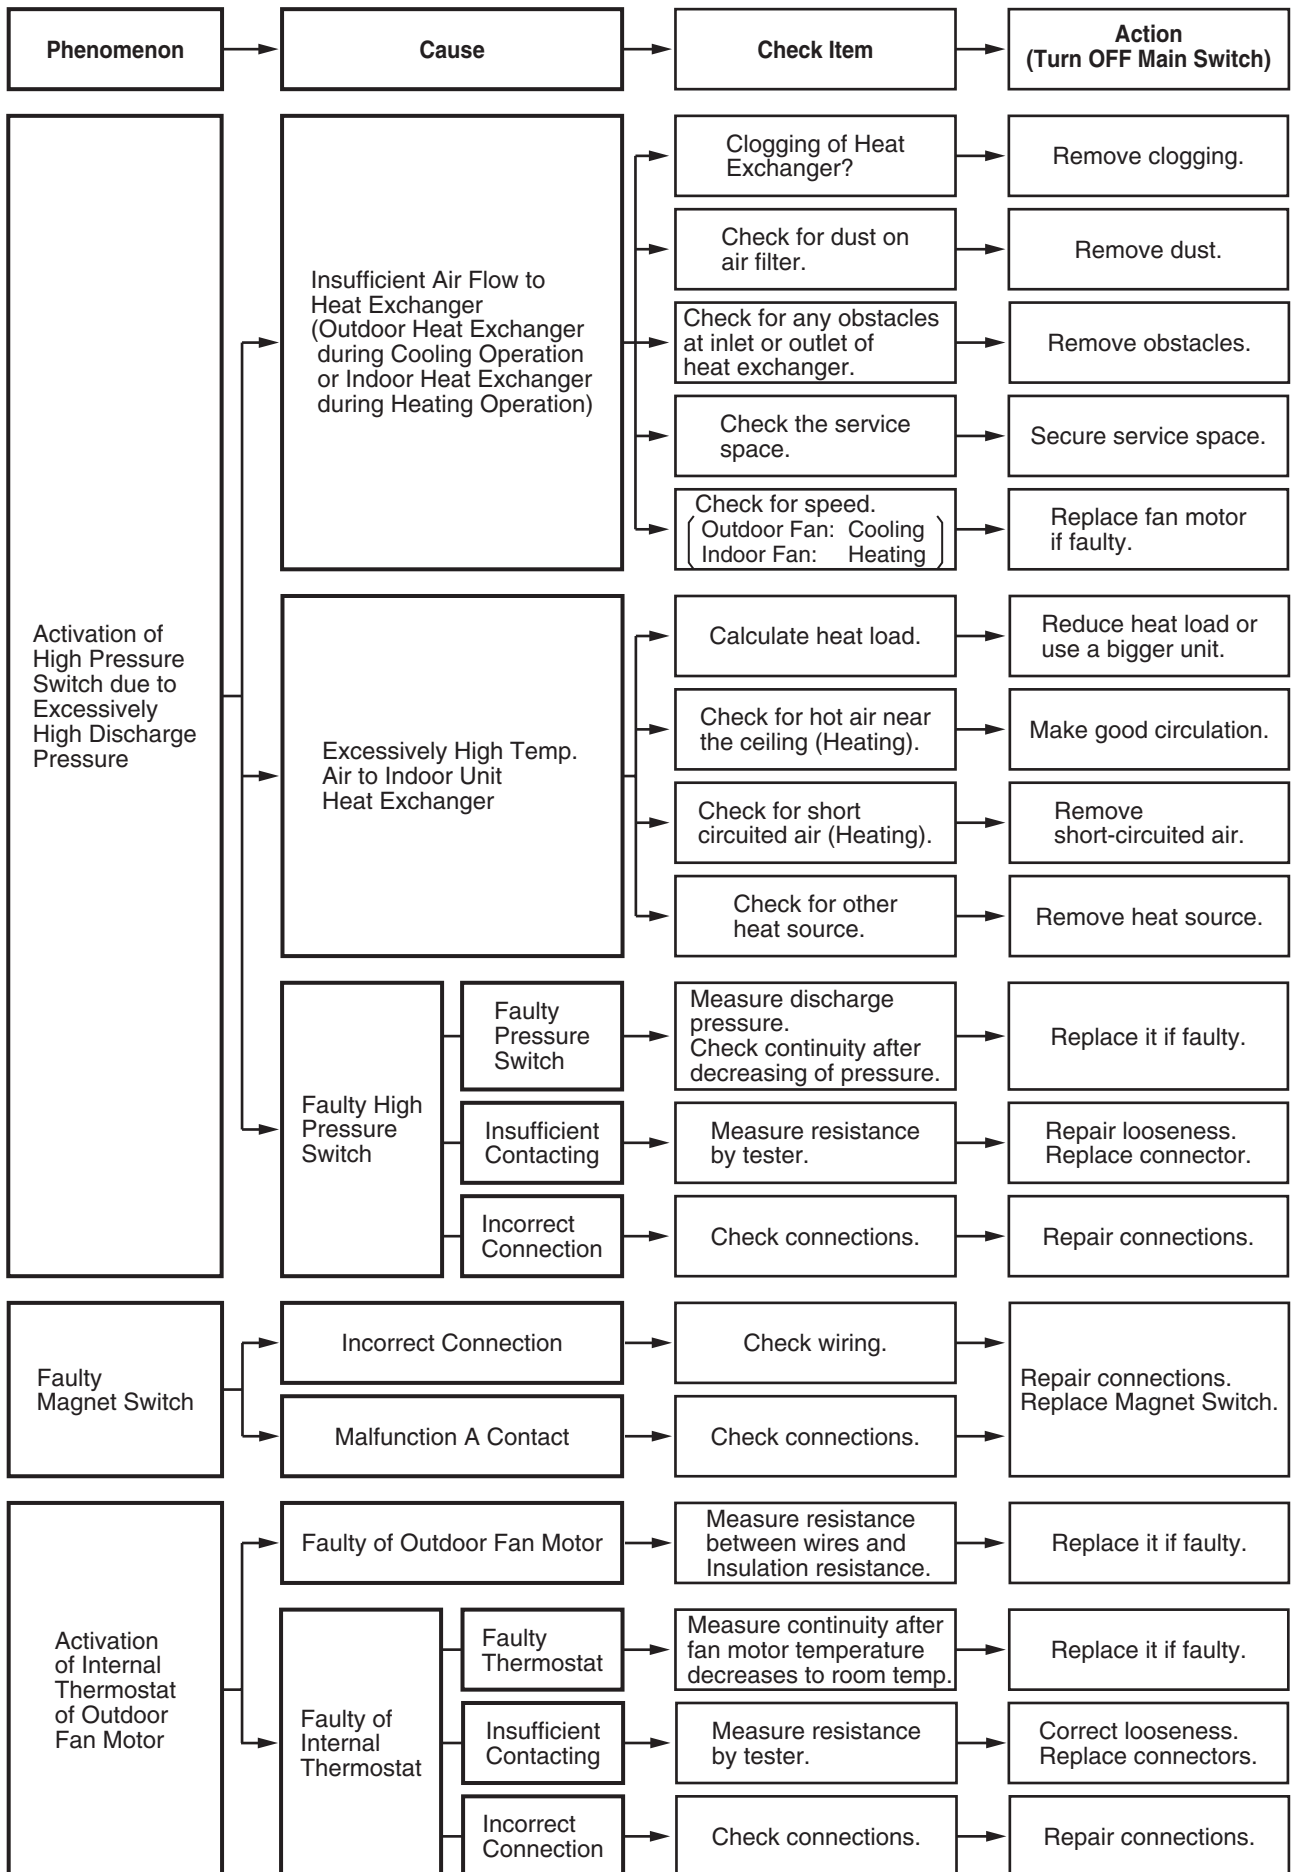 Phenomenon
Cause
Check Item
Action
(Turn OFF Main Switch)
Activation of
High Pressure
Switch due to
Excessively
High Discharge
Pressure
Insufficient Air Flow to
Heat Exchanger
(Outdoor Heat Exchanger
during Cooling Operation
or Indoor Heat Exchanger
during Heating Operation)
Clogging of Heat
Exchanger?
Remove clogging.
Check for dust on
air filter.
Remove dust.
Check for any obstacles
at inlet or outlet of
heat exchanger.
Remove obstacles.
Check the service
space.
Secure service space.
Check for speed.
Outdoor Fan: Cooling
Indoor Fan: Heating
Replace fan motor
if faulty.
Excessively High Temp.
Air to Indoor Unit
Heat Exchanger
Calculate heat load.
Reduce heat load or
use a bigger unit.
Check for hot air near
the ceiling (Heating).
Make good circulation.
Check for short
circuited air (Heating).
Remove
short-circuited air.
Check for other
heat source.
Remove heat source.
Faulty High
Pressure
Switch
Faulty
Pressure
Switch
Measure discharge
pressure.
Check continuity after
decreasing of pressure.
Replace it if faulty.
Insufficient
Contacting
Measure resistance
by tester.
Repair looseness.
Replace connector.
Incorrect
Connection
Check connections.
Repair connections.
Faulty
Magnet Switch
Incorrect Connection
Check wiring.
Malfunction A Contact
Check connections.
Repair connections.
Replace Magnet Switch.
Activation
of Internal
Thermostat
of Outdoor
Fan Motor
Faulty of Outdoor Fan Motor
Measure resistance
between wires and
Insulation resistance.
Replace it if faulty.
Faulty of
Internal
Thermostat
Faulty
Thermostat
Measure continuity after
fan motor temperature
decreases to room temp.
Replace it if faulty.
Insufficient
Contacting
Measure resistance
by tester.
Correct looseness.
Replace connectors.
Incorrect
Connection
Check connections.
Repair connections.